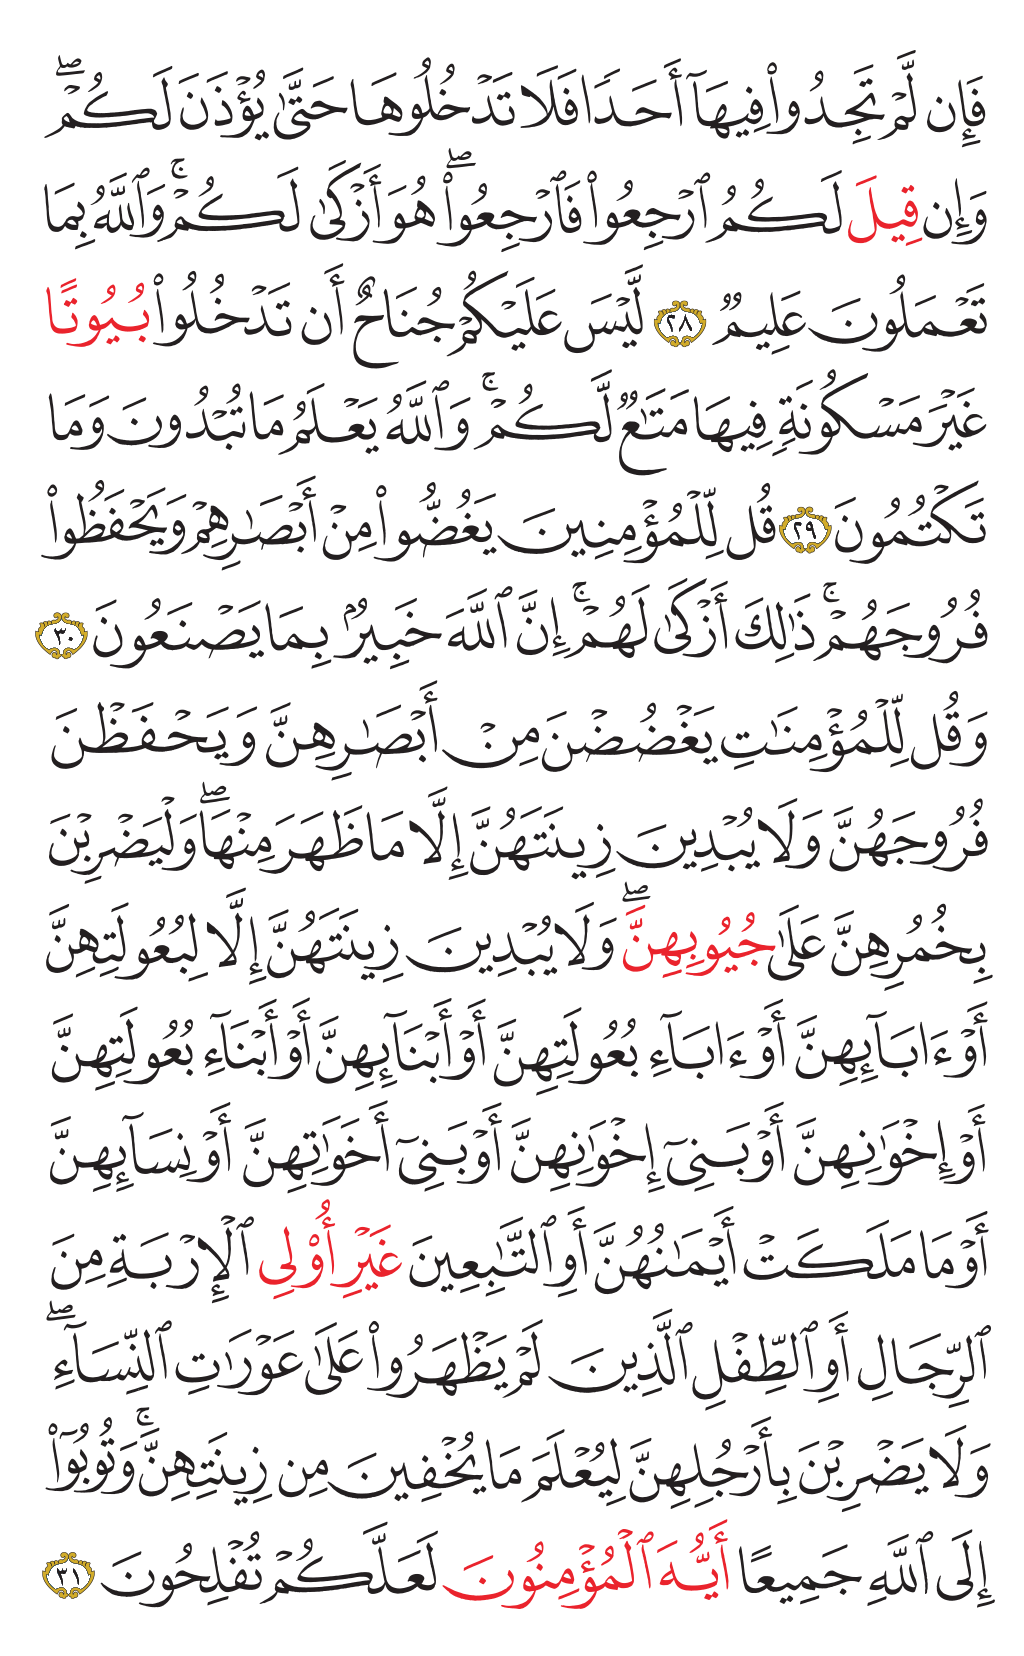 فَإِن لَّمْ تَجِدُوا۟ فِيهَآ أَحَدًا فَلَا تَدْخُلُوهَا حَتَّىٰ يُؤْذَنَ لَكُمْ ۖ
وَإِن قِيلَ لَكُمُ ٱرْجِعُوا۟ فَٱرْجِعُوا۟ ۖ هُوَ أَزْكَىٰ لَكُمْ ۚ وَٱللَّهُ بِمَا
تَعْمَلُونَ عَلِيمٌ ٢٨ لَّيْسَ عَلَيْكُمْ جُنَاحٌ أَن تَدْخُلُوا۟ بُيُوتًا
غَيْرَ مَسْكُونَةٍ فِيهَا مَتَـٰعٌ لَّكُمْ ۚ وَٱللَّهُ يَعْلَمُ مَا تُبْدُونَ وَمَا
تَكْتُمُونَ ٢٩ قُل لِّلْمُؤْمِنِينَ يَغُضُّوا۟ مِنْ أَبْصَـٰرِهِمْ وَيَحْفَظُوا۟
فُرُوجَهُمْ ۚ ذَٰلِكَ أَزْكَىٰ لَهُمْ ۚ إِنَّ ٱللَّهَ خَبِيرٌۢ بِمَا يَصْنَعُونَ ٣٠
وَقُل لِّلْمُؤْمِنَـٰتِ يَغْضُضْنَ مِنْ أَبْصَـٰرِهِنَّ وَيَحْفَظْنَ
فُرُوجَهُنَّ وَلَا يُبْدِينَ زِينَتَهُنَّ إِلَّا مَا ظَهَرَ مِنْهَا ۖ وَلْيَضْرِبْنَ
بِخُمُرِهِنَّ عَلَىٰ جُيُوبِهِنَّ ۖ وَلَا يُبْدِينَ زِينَتَهُنَّ إِلَّا لِبُعُولَتِهِنَّ
أَوْ ءَابَآئِهِنَّ أَوْ ءَابَآءِ بُعُولَتِهِنَّ أَوْ أَبْنَآئِهِنَّ أَوْ أَبْنَآءِ بُعُولَتِهِنَّ
أَوْ إِخْوَٰنِهِنَّ أَوْ بَنِىٓ إِخْوَٰنِهِنَّ أَوْ بَنِىٓ أَخَوَٰتِهِنَّ أَوْ نِسَآئِهِنَّ
أَوْ مَا مَلَكَتْ أَيْمَـٰنُهُنَّ أَوِ ٱلتَّـٰبِعِينَ غَيْرِ أُو۟لِى ٱلْإِرْبَةِ مِنَ
ٱلرِّجَالِ أَوِ ٱلطِّفْلِ ٱلَّذِينَ لَمْ يَظْهَرُوا۟ عَلَىٰ عَوْرَٰتِ ٱلنِّسَآءِ ۖ
وَلَا يَضْرِبْنَ بِأَرْجُلِهِنَّ لِيُعْلَمَ مَا يُخْفِينَ مِن زِينَتِهِنَّ ۚ وَتُوبُوٓا۟
إِلَى ٱللَّهِ جَمِيعًا أَيُّهَ ٱلْمُؤْمِنُونَ لَعَلَّكُمْ تُفْلِحُونَ ٣١